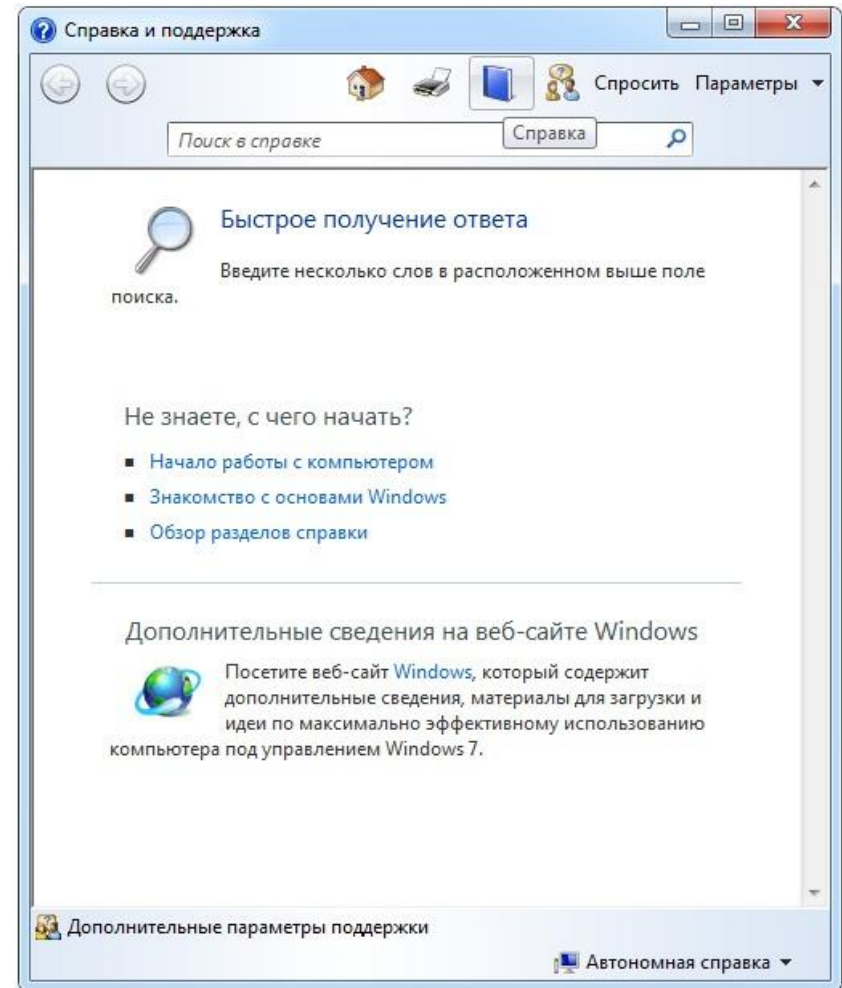 Справка и поддержка
Спросить Параметры
Поиск в справке
Справка
Быстрое получение ответа
Введите несколько слов в расположенном выше поле
поиска.
Не знаете, с чего начать?
Начало работы с компьютером
Знакомство с основами Windows
Обзор разделов справки
Дополнительные сведения на веб-сайте Windows
Посетите веб-сайт Windows, который содержит
дополнительные сведения, материалы для загрузки и
идеи по максимально эффективному использованию
компьютера под управлением Windows 7.
Дополнительные параметры поддержки
Автономная справка